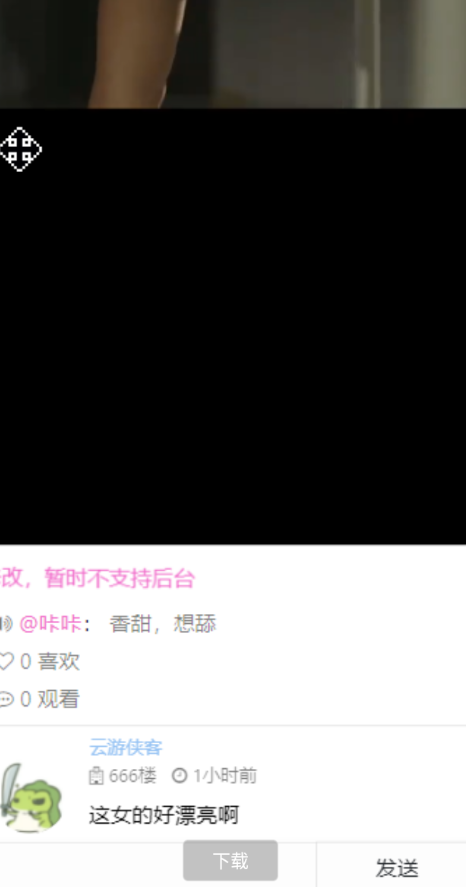 改，暂时不支持后台
@咔咔： 香甜，想舔
0 喜欢
0 观看
云游侠客
666楼 1小时前
这女的好漂亮啊
下载
发送